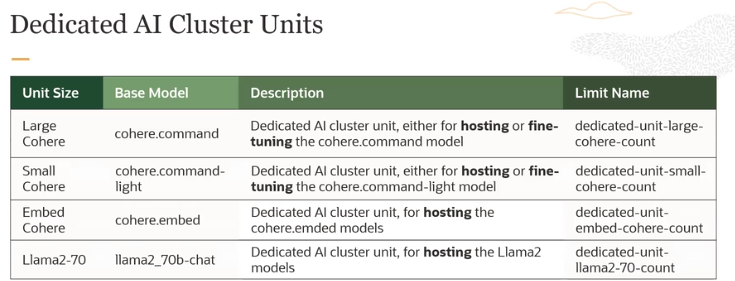 Dedicated AI Cluster Units
Unit Size Base Model Description Limit Name
Large Cohere cohere.command Dedicated AI cluster unit, either for hosting or fine-tuning the cohere.command model dedicated-unit-large-cohere-count
Small Cohere cohere.command-light Dedicated AI cluster unit, either for hosting or fine-tuning the cohere.command-light model dedicated-unit-small-cohere-count
Embed Cohere cohere.embed Dedicated AI cluster unit, for hosting the cohere.emded models dedicated-unit-embed-cohere-count
Llama2-70 llama2_70b-chat Dedicated AI cluster unit, for hosting the Llama2 models dedicated-unit-llama2-70-count